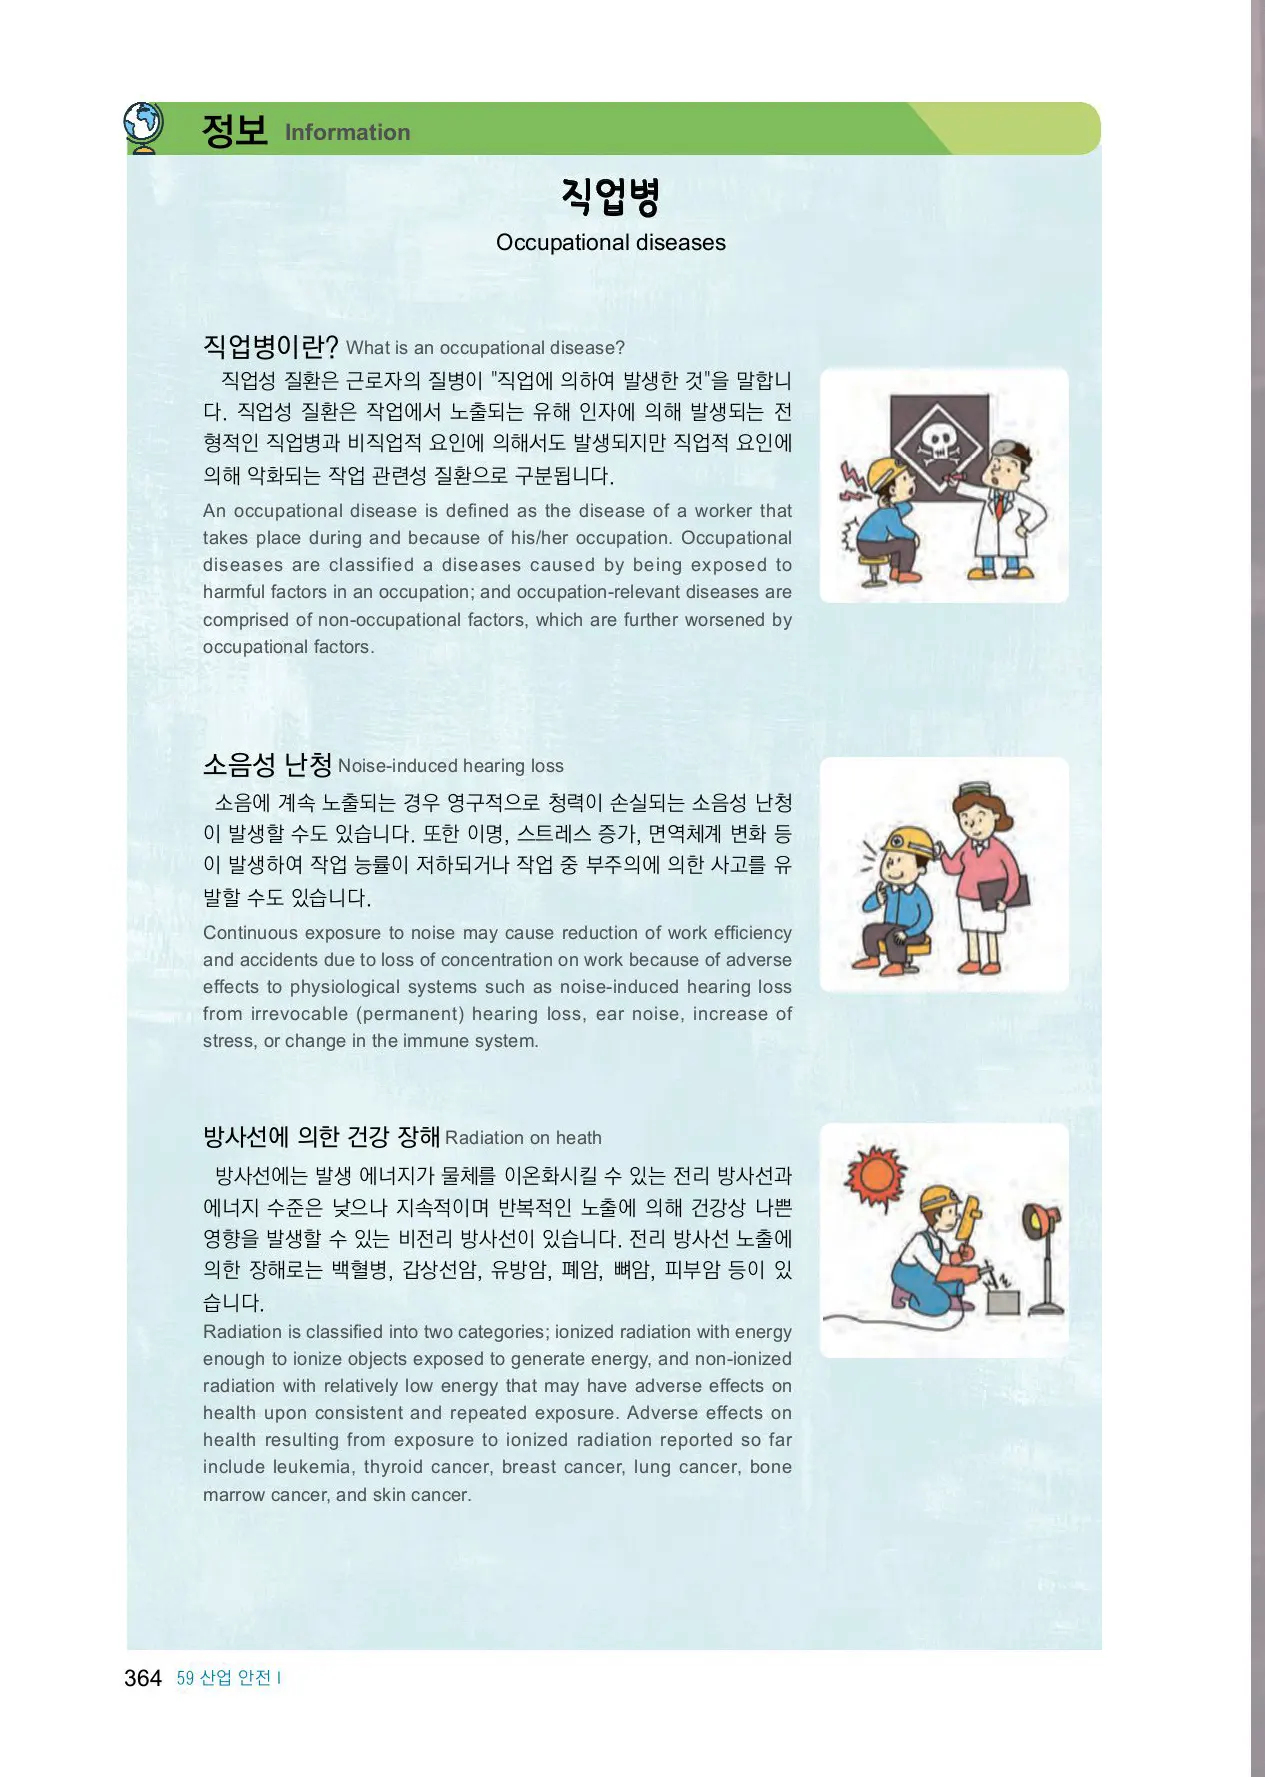 정보 Information
직업병
Occupational diseases
직업병이란? What is an occupational disease?
직업성 질환은 근로자의 질병이 "직업에 의하여 발생한 것"을 말합니
다. 직업성 질환은 작업에서 노출되는 유해 인자에 의해 발생되는 전
형적인 직업병과 비직업적 요인에 의해서도 발생되지만 직업적 요인에
의해 악화되는 작업 관련성 질환으로 구분됩니다.
An occupational disease is defined as the disease of a worker that
takes place during and because of his/her occupation. Occupational
diseases are classified a diseases caused by being exposed to
harmful factors in an occupation; and occupation-relevant diseases are
comprised of non-occupational factors, which are further worsened by
occupational factors.
소음성 난청 Noise-induced hearing loss
소음에 계속 노출되는 경우 영구적으로 청력이 손실되는 소음성 난청
이 발생할 수도 있습니다. 또한 이명, 스트레스 증가, 면역체계 변화 등
이 발생하여 작업 능률이 저하되거나 작업 중 부주의에 의한 사고를 유
발할 수도 있습니다.
Continuous exposure to noise may cause reduction of work efficiency
and accidents due to loss of concentration on work because of adverse
effects to physiological systems such as noise-induced hearing loss
from irrevocable (permanent) hearing loss, ear noise, increase of
stress, or change in the immune system.
방사선에 의한 건강 장해 Radiation on heath
방사선에는 발생 에너지가 물체를 이온화시킬 수 있는 전리 방사선과
에너지 수준은 낮으나 지속적이며 반복적인 노출에 의해 건강상 나쁜
영향을 발생할 수 있는 비전리 방사선이 있습니다. 전리 방사선 노출에
의한 장해로는 백혈병, 갑상선암, 유방암, 폐암, 뼈암, 피부암 등이 있
습니다.
Radiation is classified into two categories; ionized radiation with energy
enough to ionize objects exposed to generate energy, and non-ionized
radiation with relatively low energy that may have adverse effects on
health upon consistent and repeated exposure. Adverse effects on
health resulting from exposure to ionized radiation reported so far
include leukemia, thyroid cancer, breast cancer, lung cancer, bone
marrow cancer, and skin cancer.
364 59 산업 안전 I